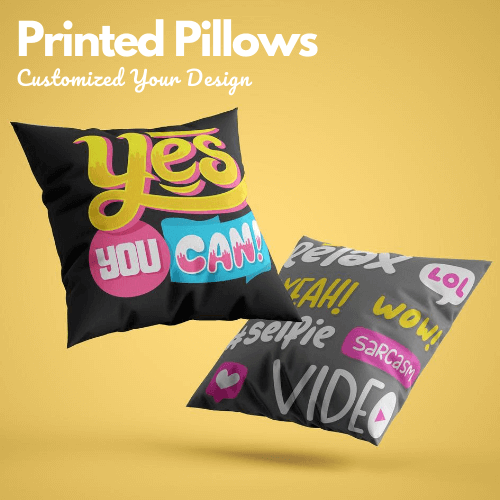 Printed Pillows
Customized Your Design
Yes
YOU CAN!
Relax
LOL
YEAH!
WOW!
#selfie
SARCASM
VIDEO